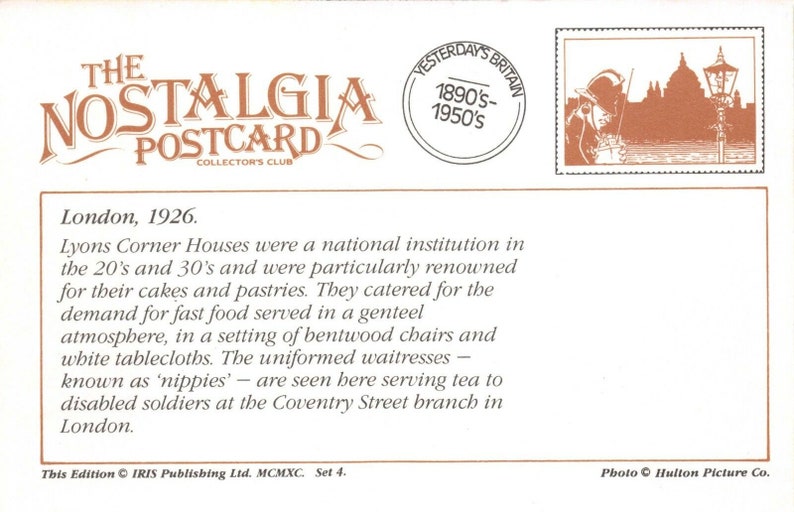 THE
NOSTALGIA
POSTCARD
COLLECTOR'S CLUB
YESTERDAY'S BRITAIN
1890's-
1950's
London, 1926.
Lyons Corner Houses were a national institution in
the 20's and 30's and were particularly renowned
for their cakes and pastries. They catered for the
demand for fast food served in a genteel
atmosphere, in a setting of bentwood chairs and
white tablecloths. The uniformed waitresses –
known as 'nippies' – are seen here serving tea to
disabled soldiers at the Coventry Street branch in
London.
This Edition © IRIS Publishing Ltd. MCMXC. Set 4.
Photo © Hulton Picture Co.